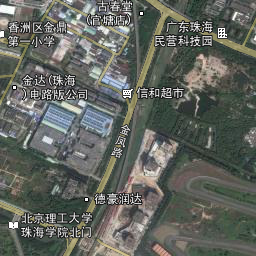 古春堂
(官塘店)
广东珠海
民营科技园
香洲区金鼎
第一小学
金达(珠海
)电路版公司
信和超市
金凤路
德豪润达
北京理工大学
珠海学院北门